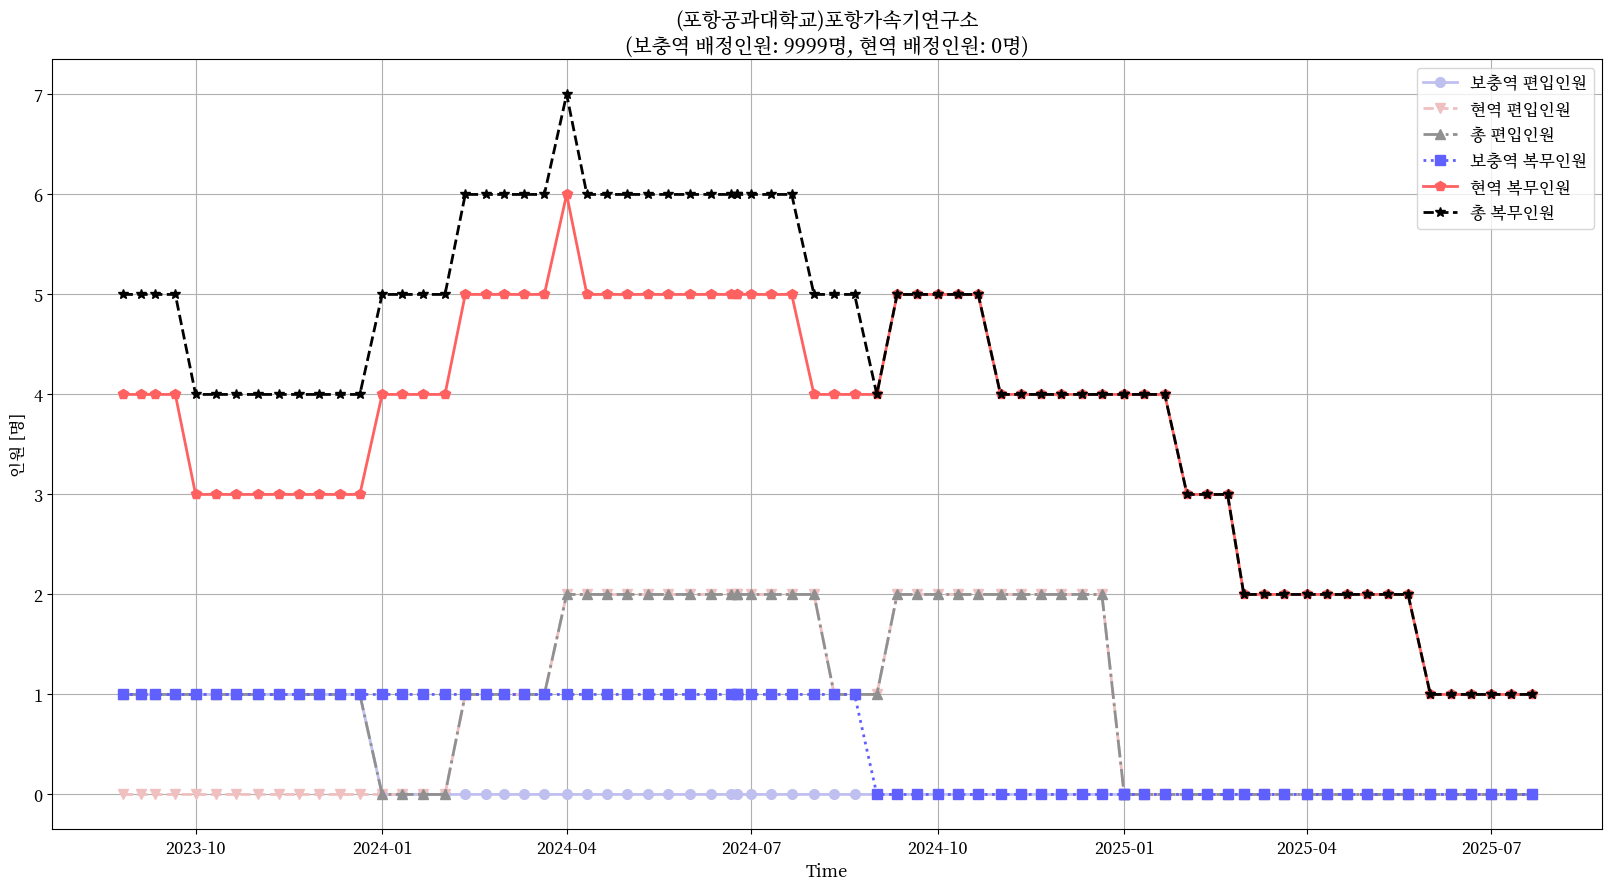 (포항공과대학교)포항가속기연구소
(보충역 배정인원: 9999명, 현역 배정인원: 0명)
보충역 편입인원
현역 편입인원
총 편입인원
보충역 복무인원
현역 복무인원
총 복무인원
인원 [명]
7
6
5
4
3
2
1
0
2023-10
2024-01
2024-04
2024-07
2024-10
2025-01
2025-04
2025-07
Time